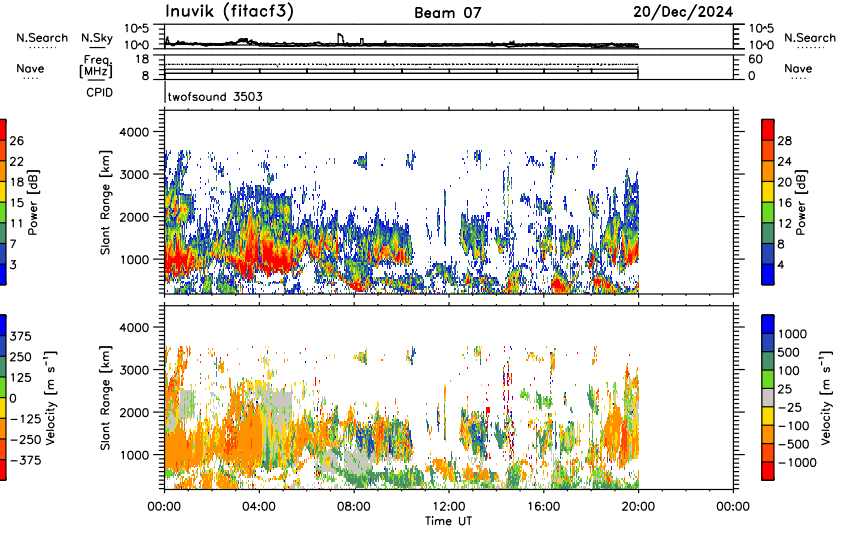 Inuvik (fitacf3) Beam 07 20/Dec/2024
N.Search N.Sky 10^5 10^0 10^5 10^0 N.Search
Nave Freq. [MHz] 18 8 60 0 Nave
CPID twofsound 3503
Slant Range [km] 4000 3000 2000 1000
26 22 18 15 11 7 3 Power [dB]
28 24 20 16 12 8 4 Power [dB]
Slant Range [km] 4000 3000 2000 1000
375 250 125 0 −125 −250 −375 Velocity [m s⁻¹]
1000 500 100 25 −25 −100 −500 −1000 Velocity [m s⁻¹]
00:00 04:00 08:00 12:00 16:00 20:00 00:00
Time UT